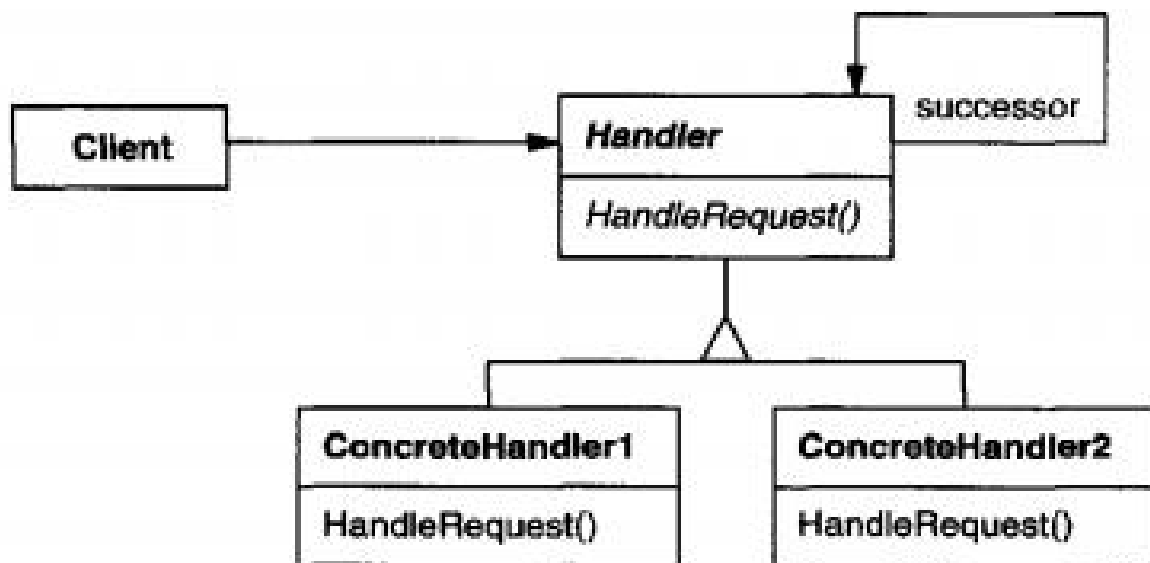 successor
Client
Handler
HandleRequest()
ConcreteHandler1
ConcreteHandler2
HandleRequest()
HandleRequest()